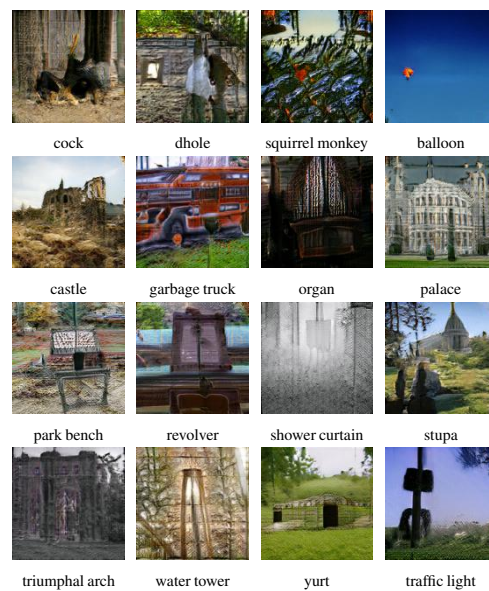 cock dhole squirrel monkey balloon
castle garbage truck organ palace
park bench revolver shower curtain stupa
triumphal arch water tower yurt traffic light